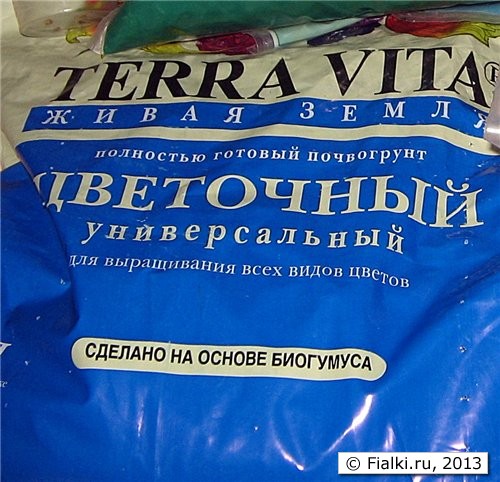 TERRA VITA®
ЖИВАЯ ЗЕМЛЯ
полностью готовый почвогрунт
ЦВЕТОЧНЫЙ
универсальный
для выращивания всех видов цветов
СДЕЛАНО НА ОСНОВЕ БИОГУМУСА
© Fialki.ru, 2013